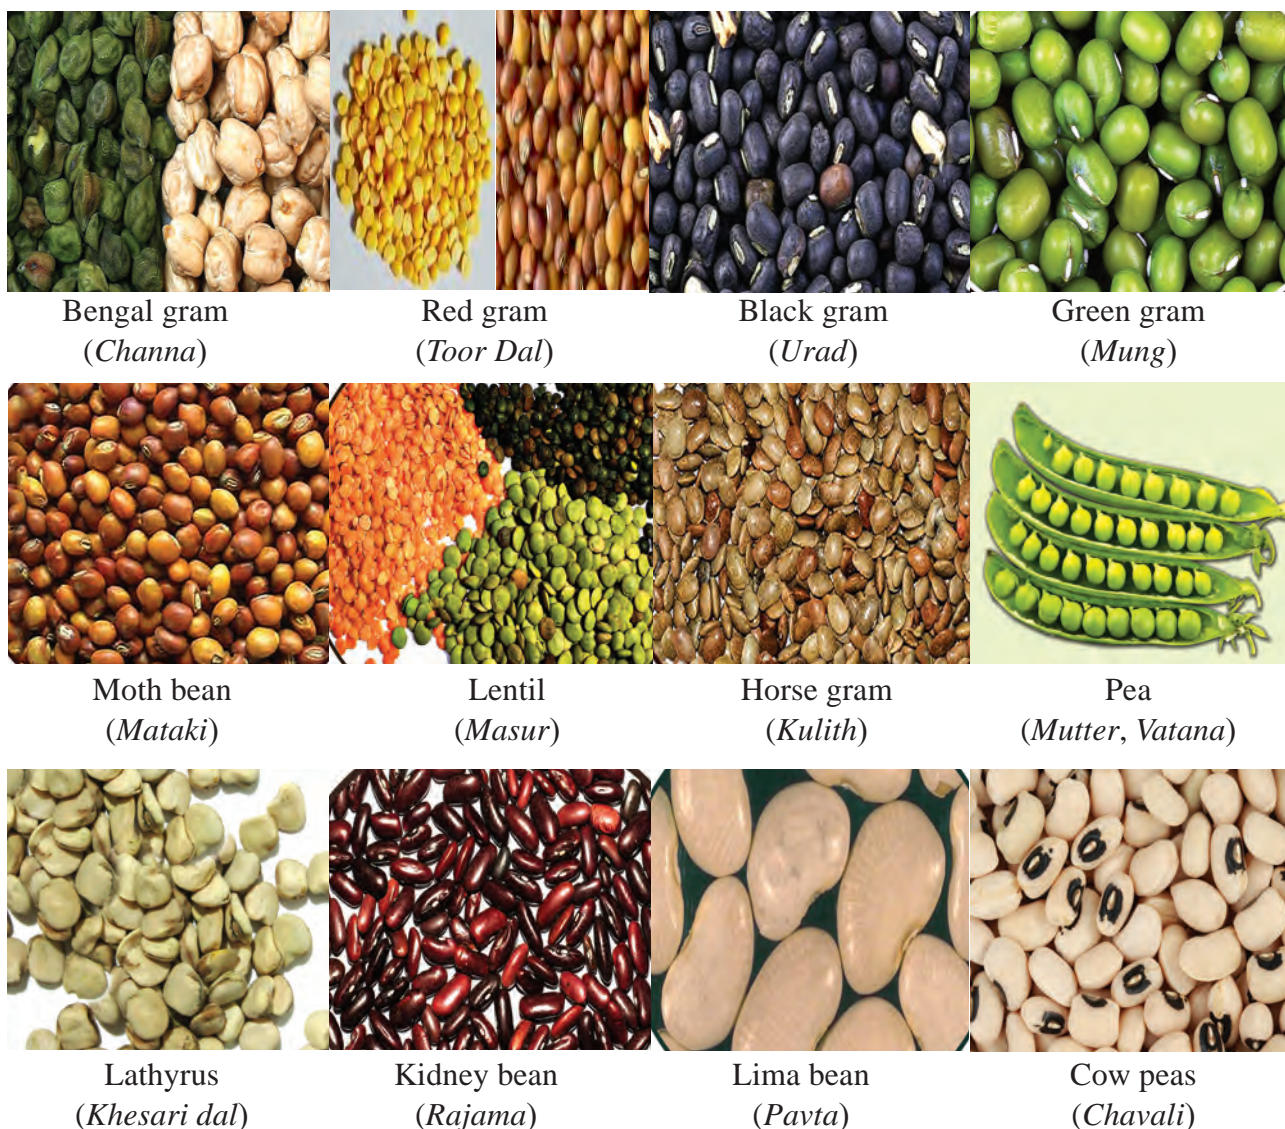 Bengal gram
(Channa)
Red gram
(Toor Dal)
Black gram
(Urad)
Green gram
(Mung)
Moth bean
(Mataki)
Lentil
(Masur)
Horse gram
(Kulith)
Pea
(Mutter, Vatana)
Lathyrus
(Khesari dal)
Kidney bean
(Rajama)
Lima bean
(Pavta)
Cow peas
(Chavali)